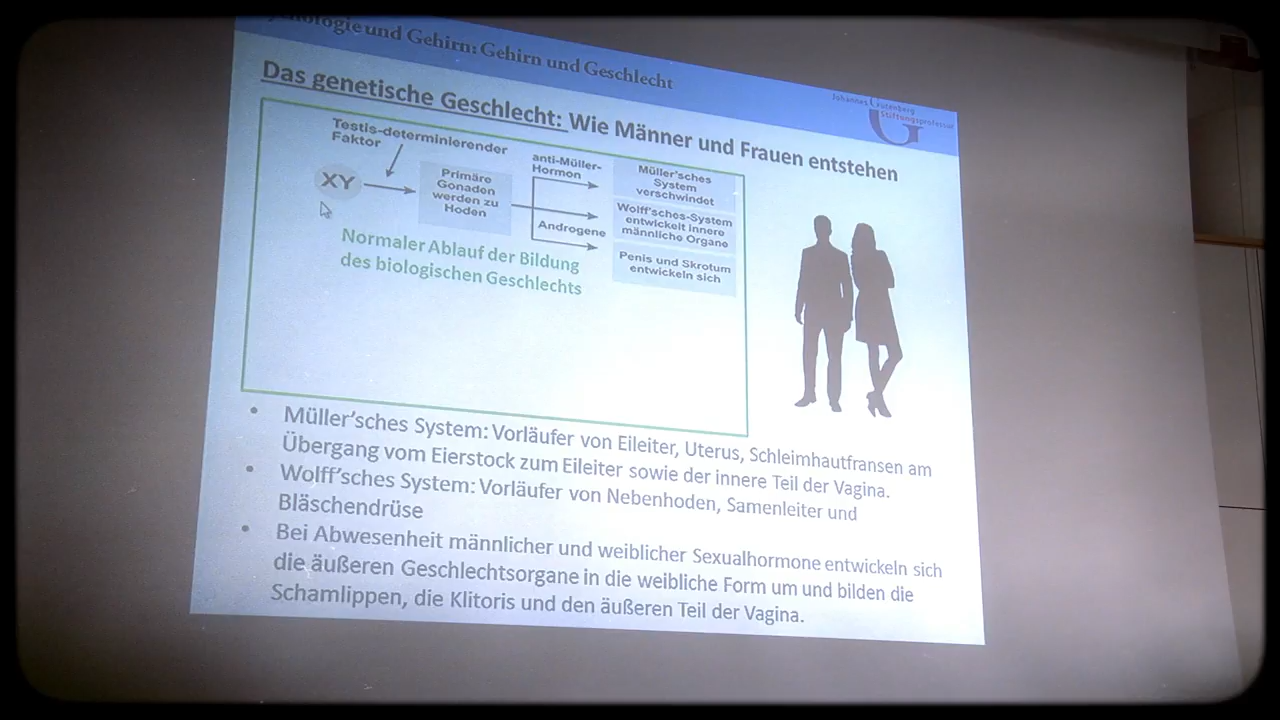 und Gehirn: Gehirn und Geschlecht
Johannes Gutenberg
Stiftungsprofessur
Das genetische Geschlecht: Wie Männer und Frauen entstehen
Testis-determinierender
Faktor
XY
Primäre
Gonaden
werden zu
Hoden
anti-Müller-
Hormon
Androgene
Müller'sches
System
verschwindet
Wolff'sches-System
entwickelt innere
männliche Organe
Penis und Skrotum
entwickeln sich
Normaler Ablauf der Bildung
des biologischen Geschlechts
• Müller'sches System: Vorläufer von Eileiter, Uterus, Schleimhautfransen am
Übergang vom Eierstock zum Eileiter sowie der innere Teil der Vagina.
• Wolff'sches System: Vorläufer von Nebenhoden, Samenleiter und
Bläschendrüse
• Bei Abwesenheit männlicher und weiblicher Sexualhormone entwickeln sich
die äußeren Geschlechtsorgane in die weibliche Form um und bilden die
Schamlippen, die Klitoris und den äußeren Teil der Vagina.